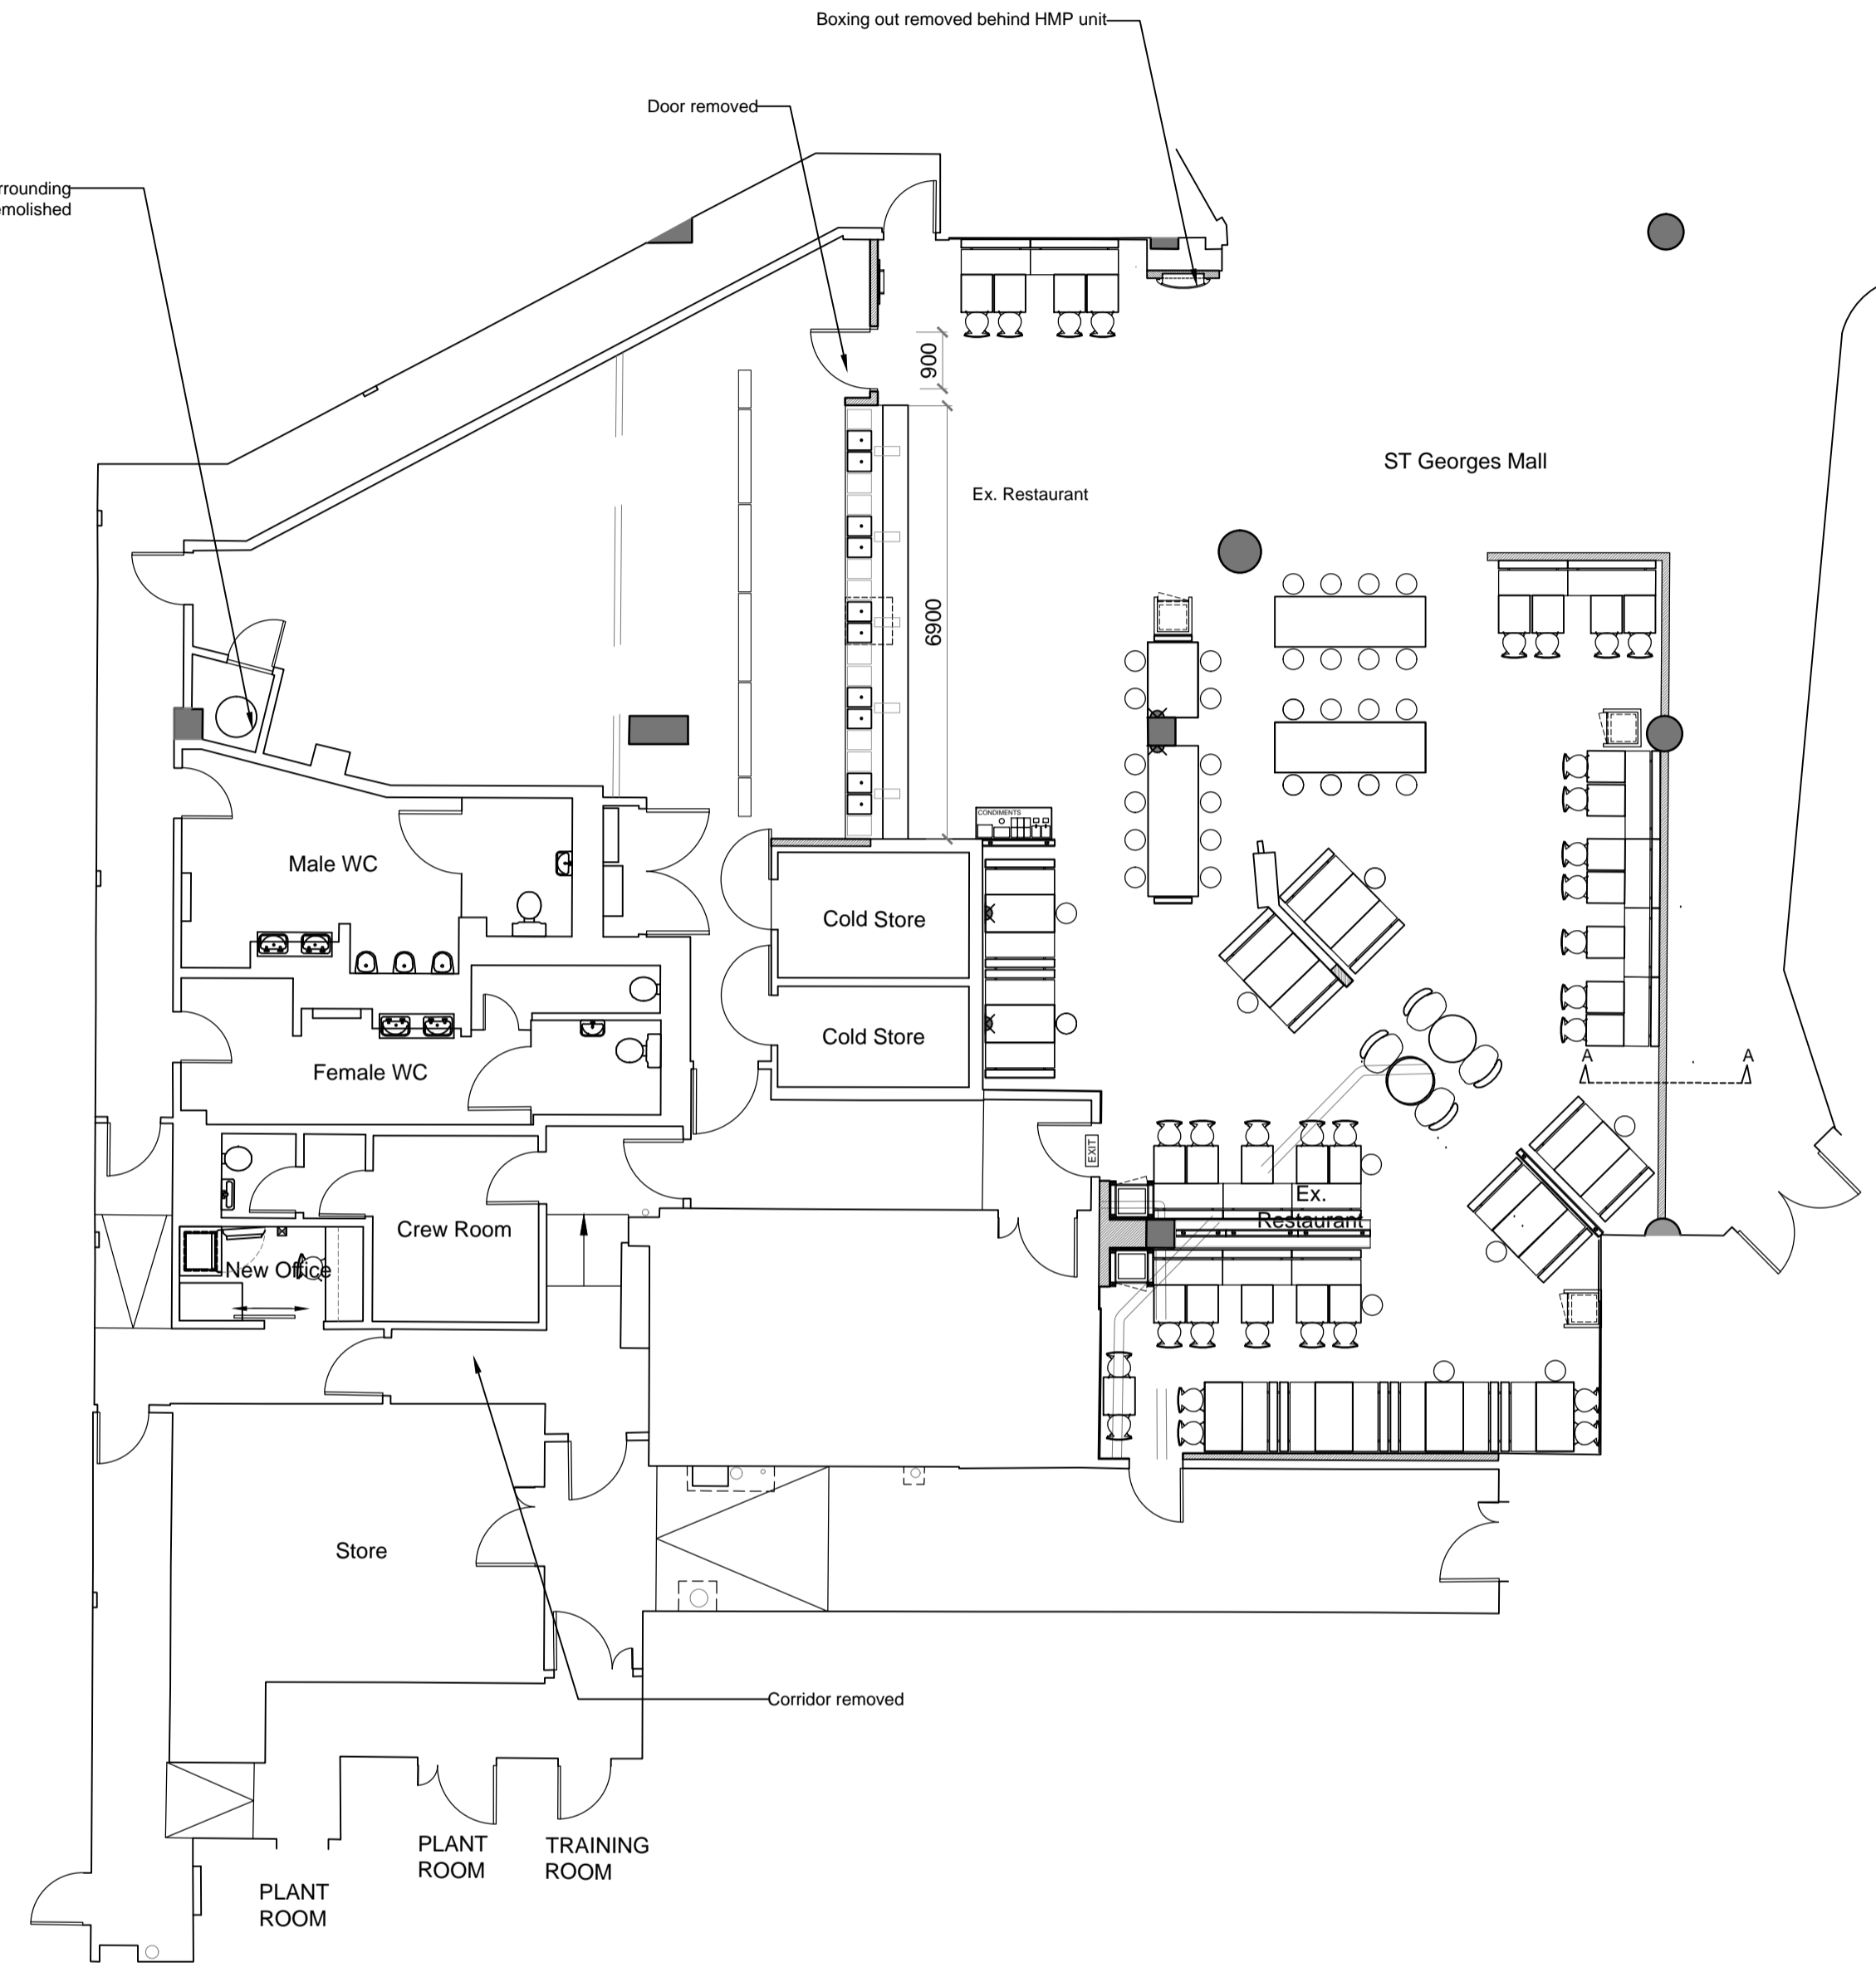 Boxing out removed behind HMP unit
Door removed
rrounding
emolished
900
ST Georges Mall
Ex. Restaurant
6900
CONDIMENTS
Male WC
Cold Store
Cold Store
Female WC
A A
EXIT
Ex.
Restaurant
Crew Room
New Office
Store
Corridor removed
PLANT
ROOM
TRAINING
ROOM
PLANT
ROOM